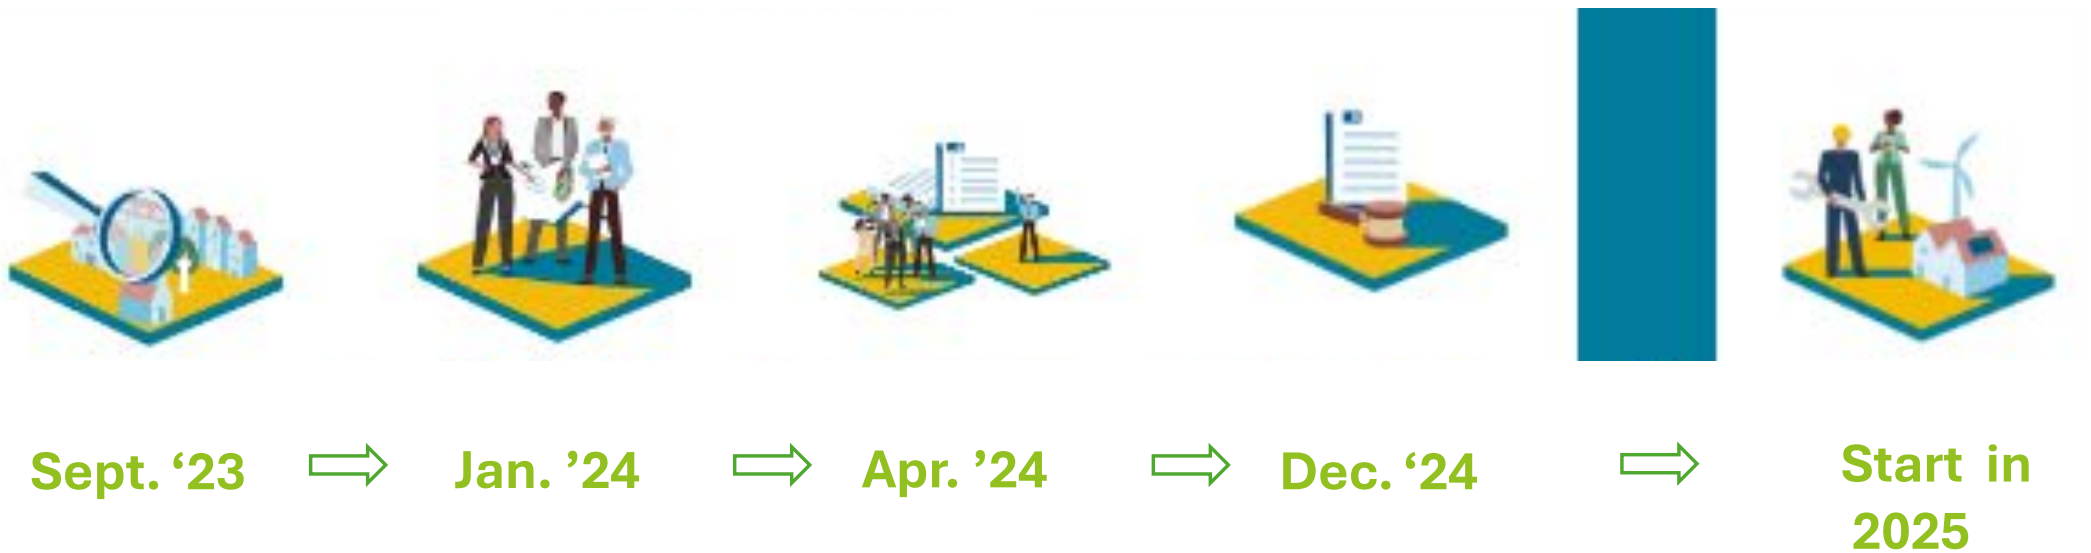 Sept. ‘23
Jan. ’24
Apr. ’24
Dec. ‘24
Start in
2025